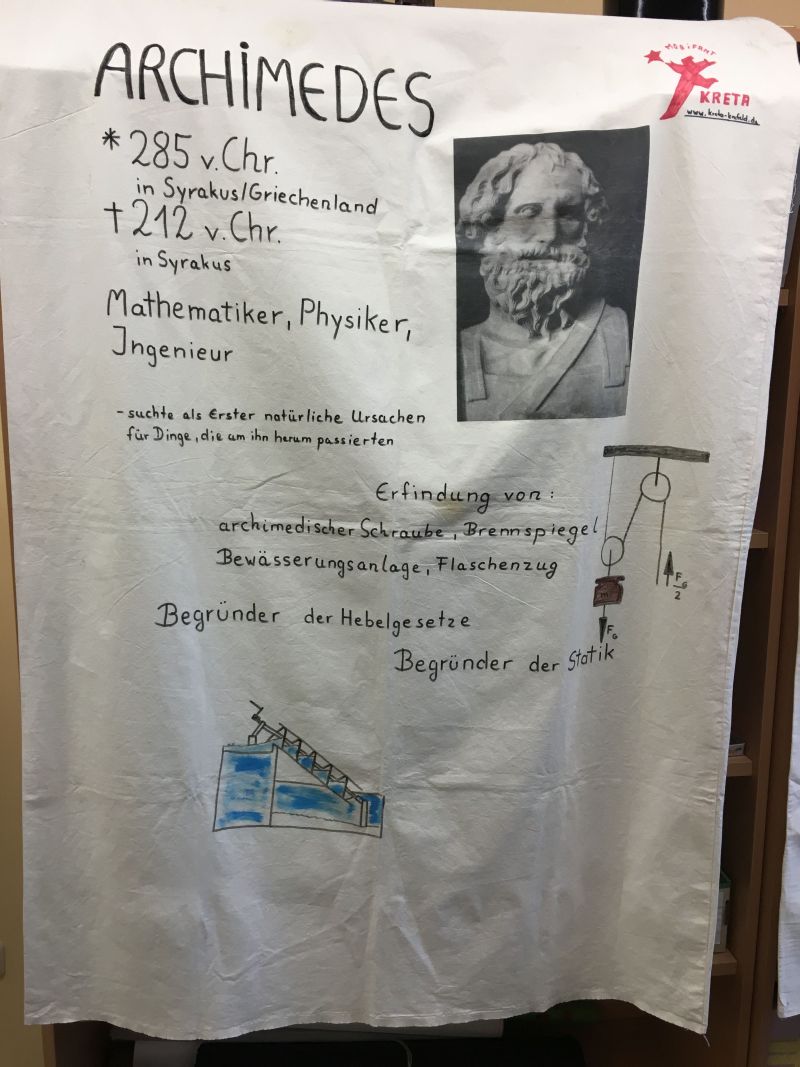 ARCHIMEDES
MOBIFANT
KRETA
www.kreta-krefeld.de
* 285 v. Chr.
in Syrakus/Griechenland
† 212 v. Chr.
in Syrakus
Mathematiker, Physiker,
Ingenieur
- suchte als Erster natürliche Ursachen
für Dinge, die um ihn herum passierten
Erfindung von:
archimedischer Schraube, Brennspiegel
Bewässerungsanlage, Flaschenzug
F_G
2
m
F_G
Begründer der Hebelgesetze
Begründer der Statik